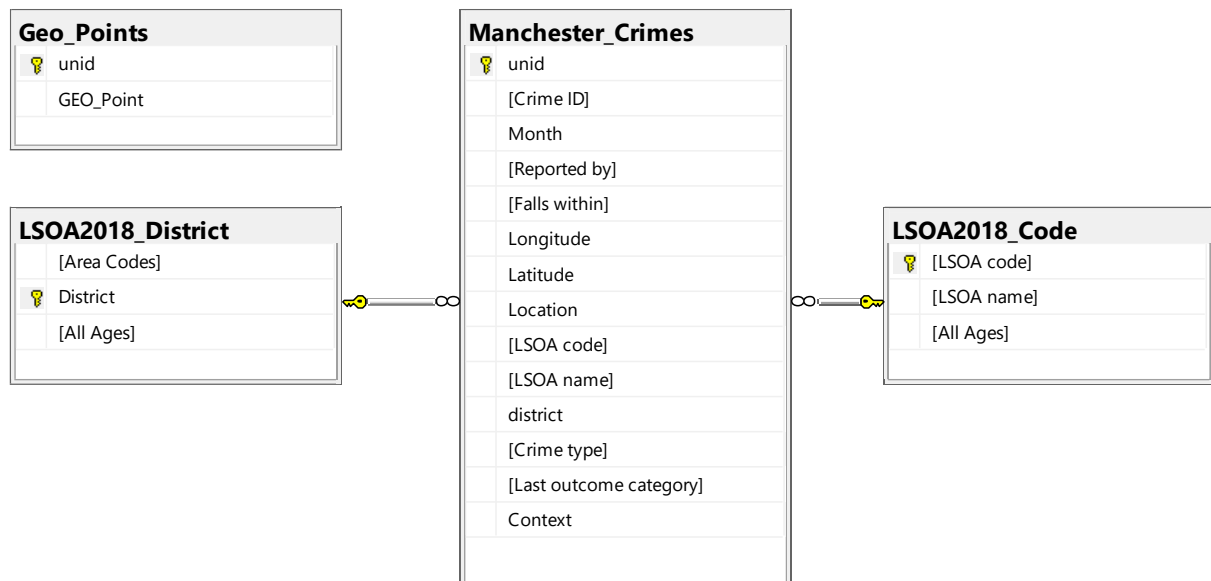 Geo_Points
unid
GEO_Point
LSOA2018_District
[Area Codes]
District
[All Ages]
Manchester_Crimes
unid
[Crime ID]
Month
[Reported by]
[Falls within]
Longitude
Latitude
Location
[LSOA code]
[LSOA name]
district
[Crime type]
[Last outcome category]
Context
LSOA2018_Code
[LSOA code]
[LSOA name]
[All Ages]